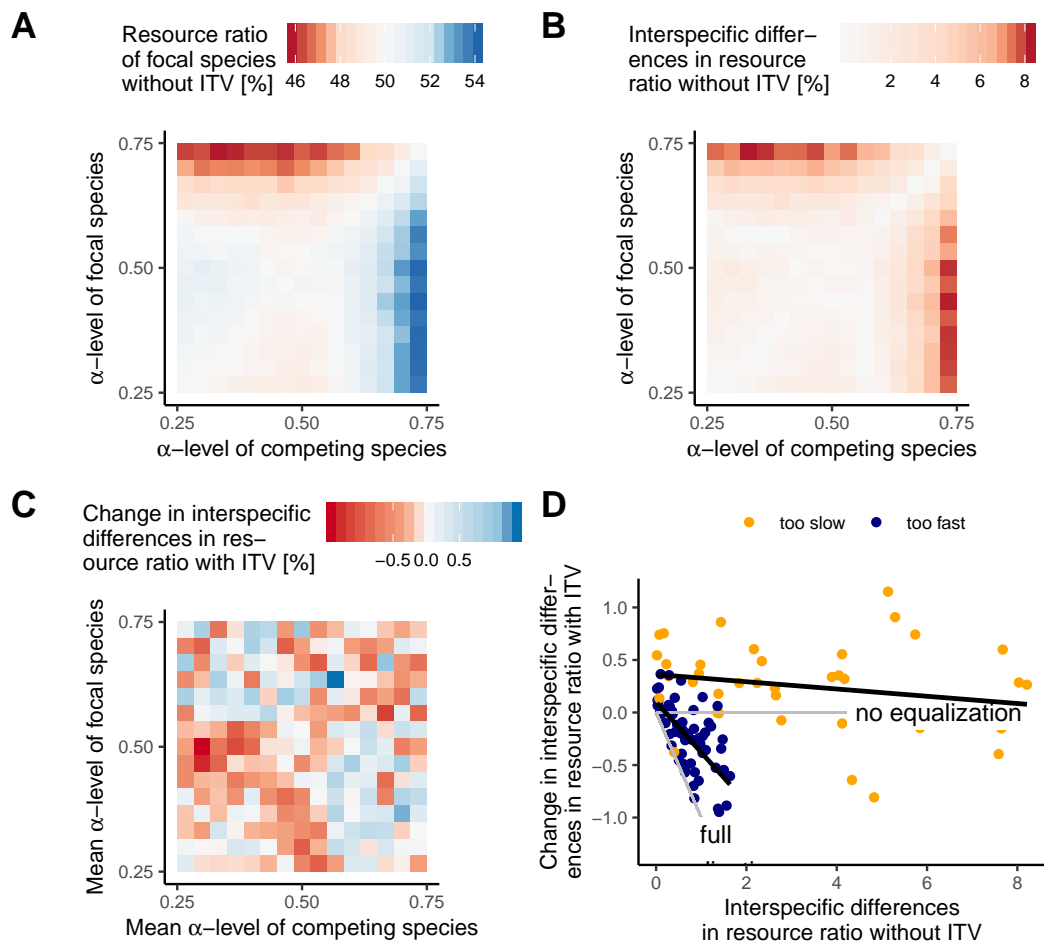 A
Resource ratio
of focal species
without ITV [%]
46 48 50 52 54
0.75
0.50
0.25
α−level of focal species
0.25 0.50 0.75
α−level of competing species
B
Interspecific differ−
ences in resource
ratio without ITV [%]
2 4 6 8
0.75
0.50
0.25
α−level of focal species
0.25 0.50 0.75
α−level of competing species
C
Change in interspecific
differences in res−
ource ratio with ITV [%]
−0.5 0.0 0.5
0.75
0.50
0.25
Mean α−level of focal species
0.25 0.50 0.75
Mean α−level of competing species
D
too slow too fast
Change in interspecific differ−
ences in resource ratio with ITV
1.0
0.5
0.0
−0.5
−1.0
no equalization
full
0 2 4 6 8
Interspecific differences
in resource ratio without ITV